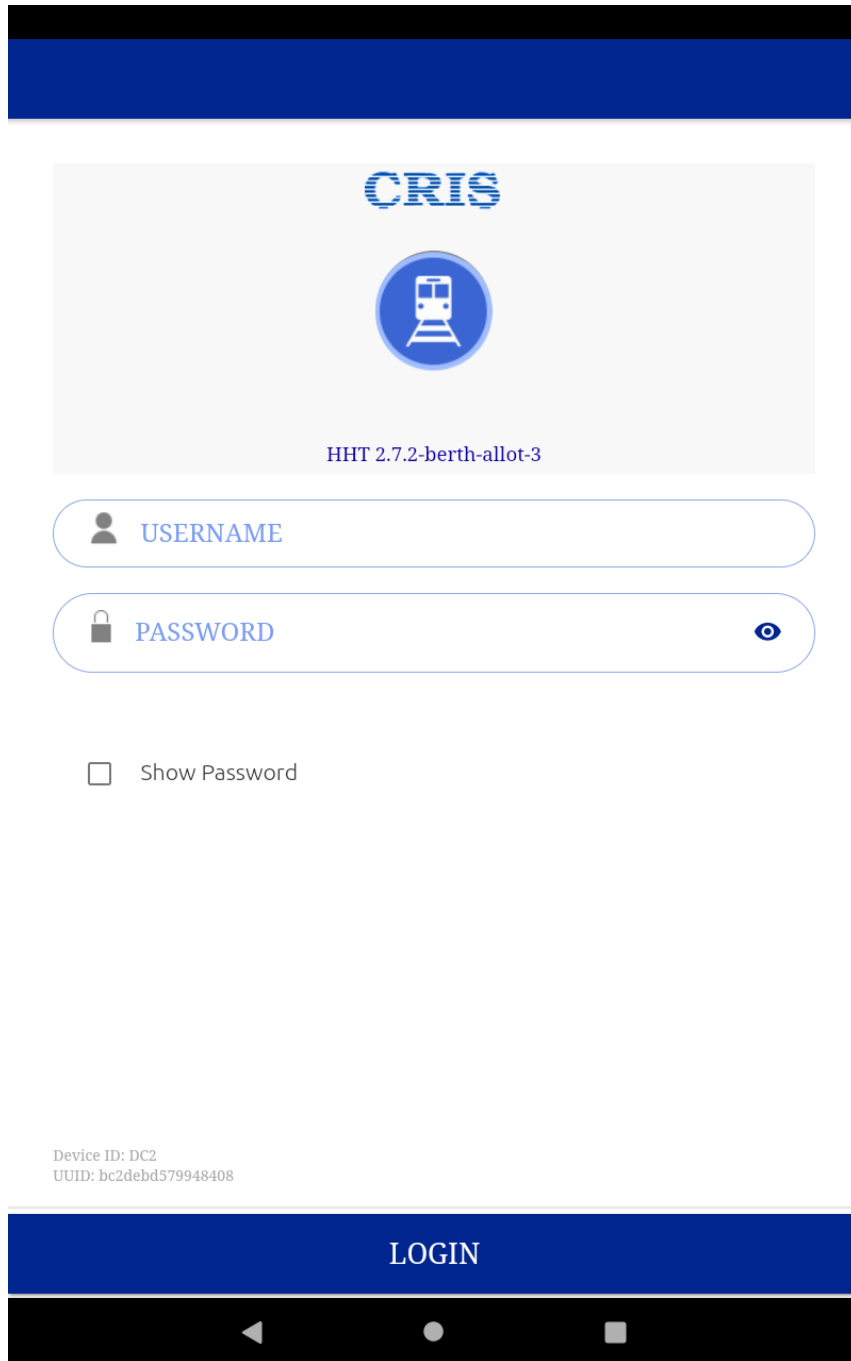 CRIS
HHT 2.7.2-berth-allot-3
USERNAME
PASSWORD
Show Password
Device ID: DC2
UUID: bc2debd579948408
LOGIN